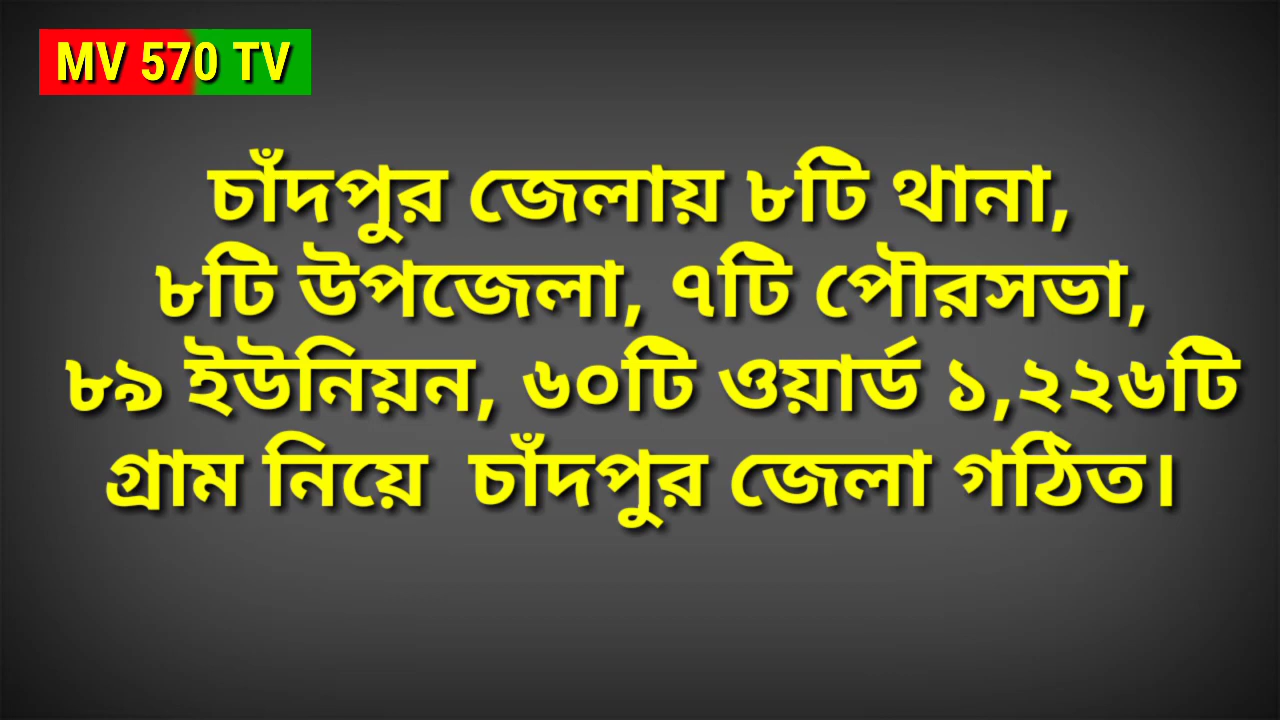 MV 570 TV
চাঁদপুর জেলায় ৮টি থানা,
৮টি উপজেলা, ৭টি পৌরসভা,
৮৯ ইউনিয়ন, ৬০টি ওয়ার্ড ১,২২৬টি
গ্রাম নিয়ে  চাঁদপুর জেলা গঠিত।